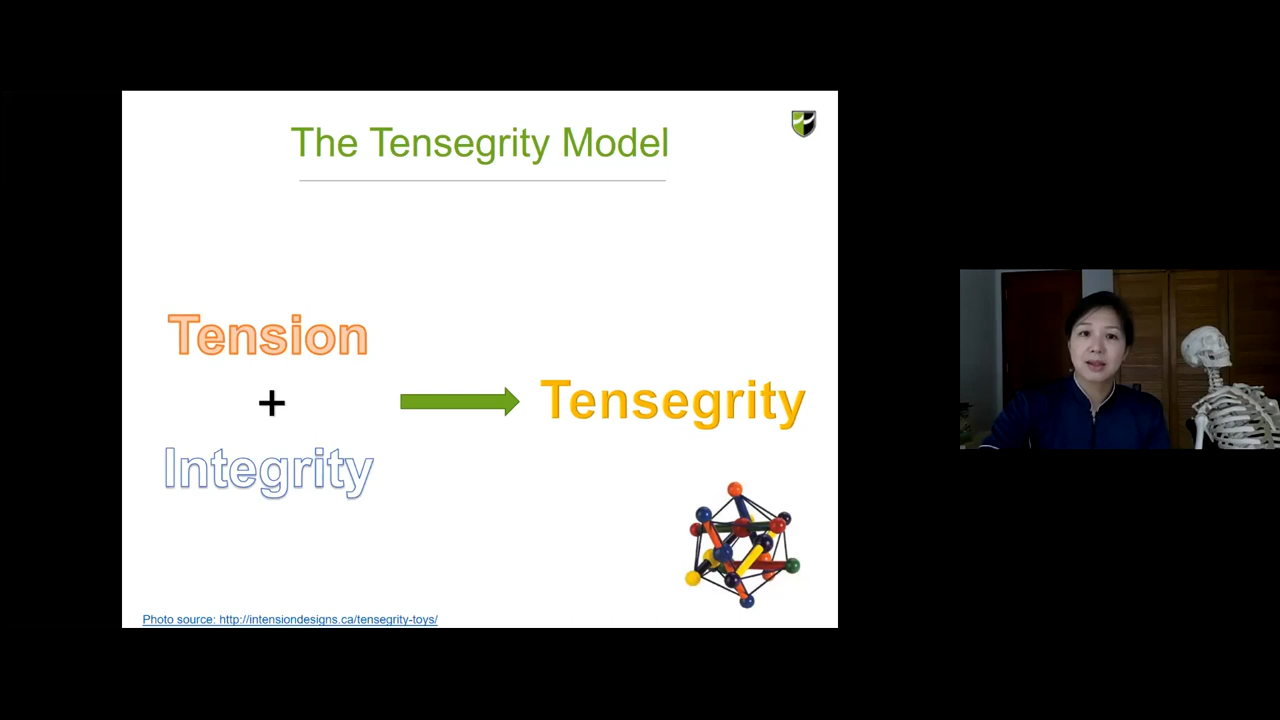 The Tensegrity Model
Tension
+
Integrity
Tensegrity
Photo source: http://intensiondesigns.ca/tensegrity-toys/